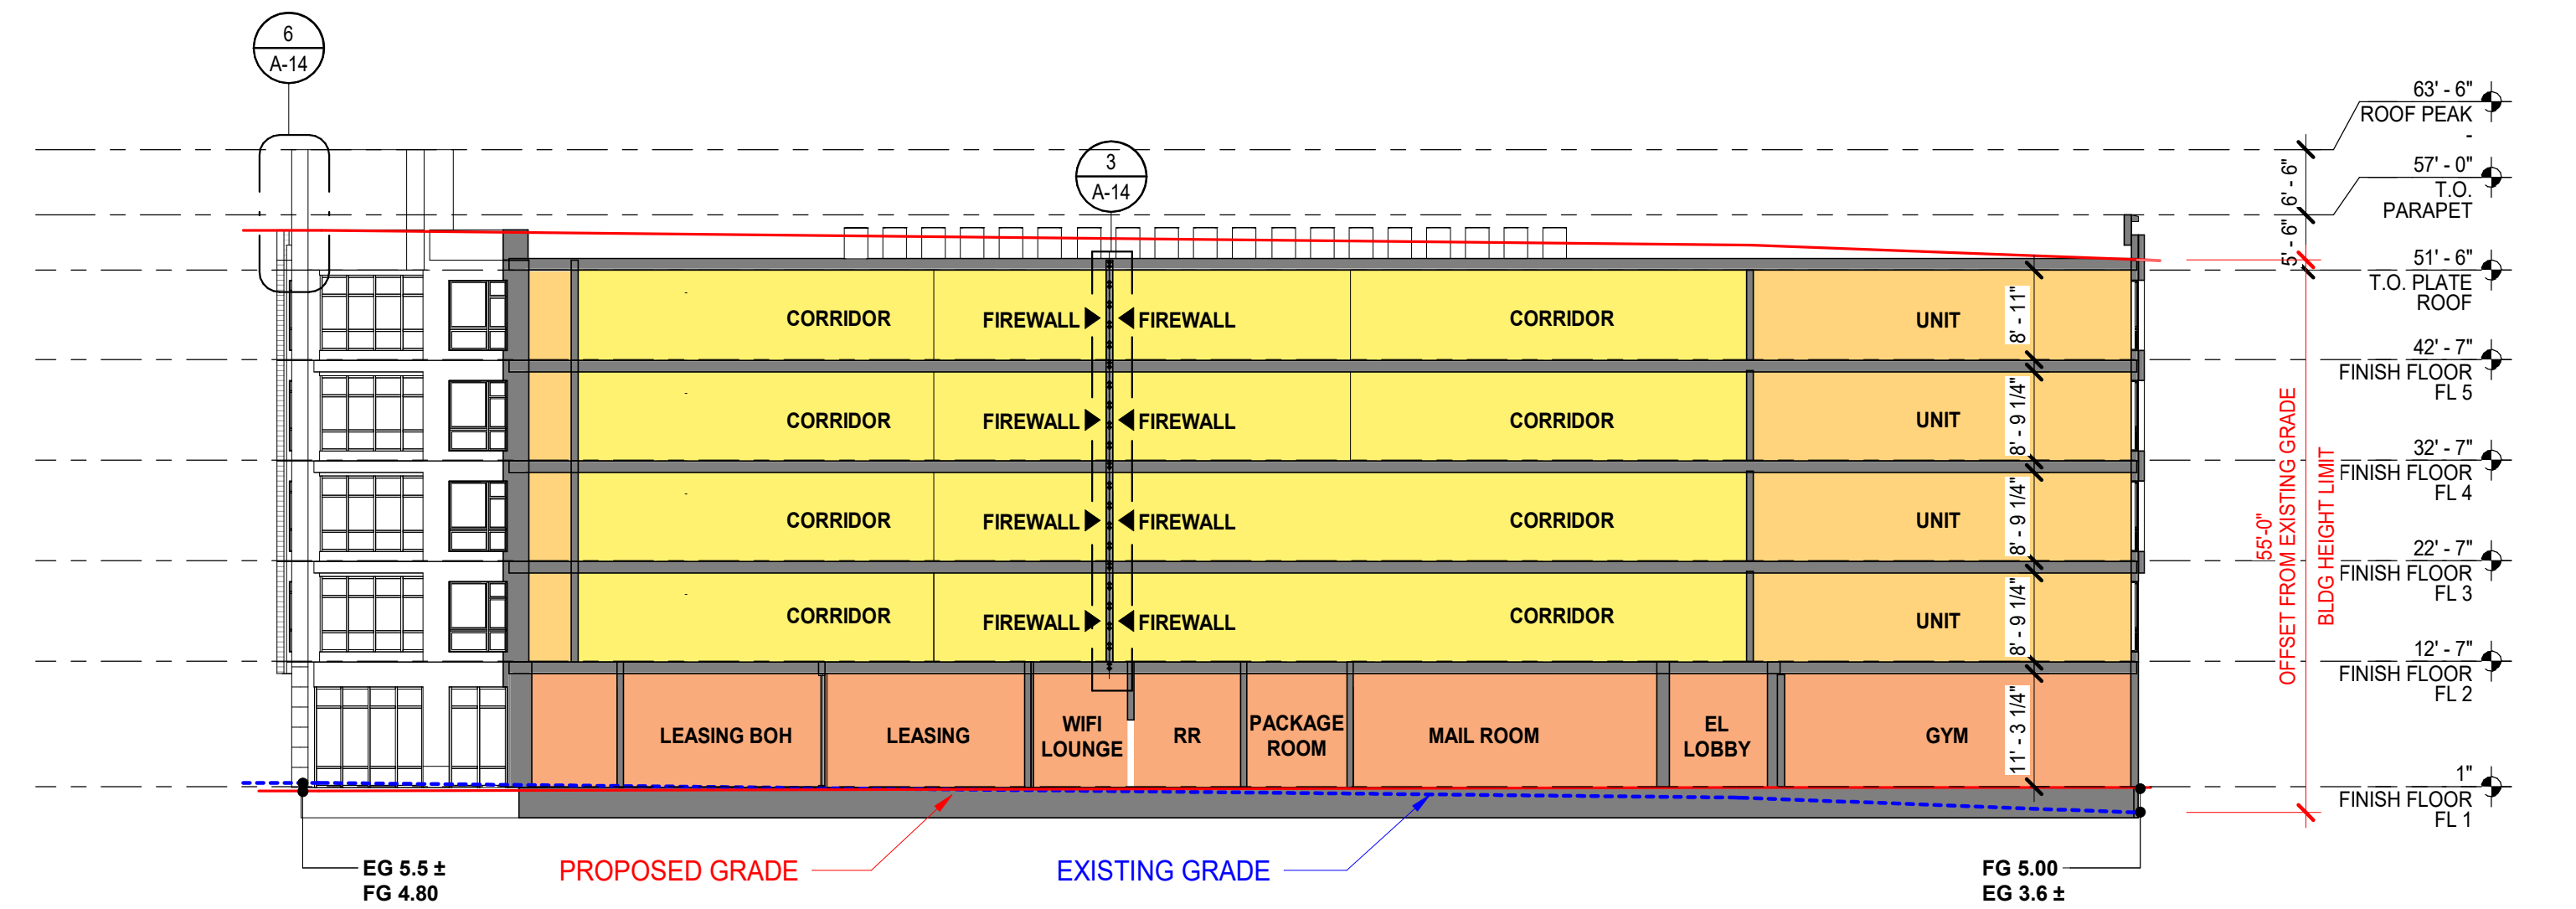 6
A-14
3
A-14
63' - 6"
ROOF PEAK
-
57' - 0"
T.O.
PARAPET
51' - 6"
T.O. PLATE
ROOF
42' - 7"
FINISH FLOOR
FL 5
32' - 7"
FINISH FLOOR
FL 4
22' - 7"
FINISH FLOOR
FL 3
12' - 7"
FINISH FLOOR
FL 2
1"
FINISH FLOOR
FL 1
6' - 6"
5' - 6"
55'-0"
OFFSET FROM EXISTING GRADE
BLDG HEIGHT LIMIT
CORRIDOR FIREWALL FIREWALL CORRIDOR UNIT 8' - 11"
CORRIDOR FIREWALL FIREWALL CORRIDOR UNIT 8' - 9 1/4"
CORRIDOR FIREWALL FIREWALL CORRIDOR UNIT 8' - 9 1/4"
CORRIDOR FIREWALL FIREWALL CORRIDOR UNIT 8' - 9 1/4"
LEASING BOH
LEASING
WIFI
LOUNGE
RR
PACKAGE
ROOM
MAIL ROOM
EL
LOBBY
GYM
11' - 3 1/4"
EG 5.5 ±
FG 4.80
PROPOSED GRADE
EXISTING GRADE
FG 5.00
EG 3.6 ±